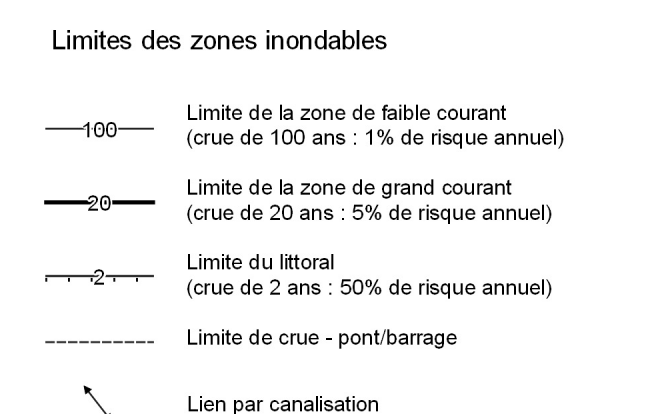 Limites des zones inondables
100
Limite de la zone de faible courant
(crue de 100 ans : 1% de risque annuel)
20
Limite de la zone de grand courant
(crue de 20 ans : 5% de risque annuel)
2
Limite du littoral
(crue de 2 ans : 50% de risque annuel)
Limite de crue - pont/barrage
Lien par canalisation